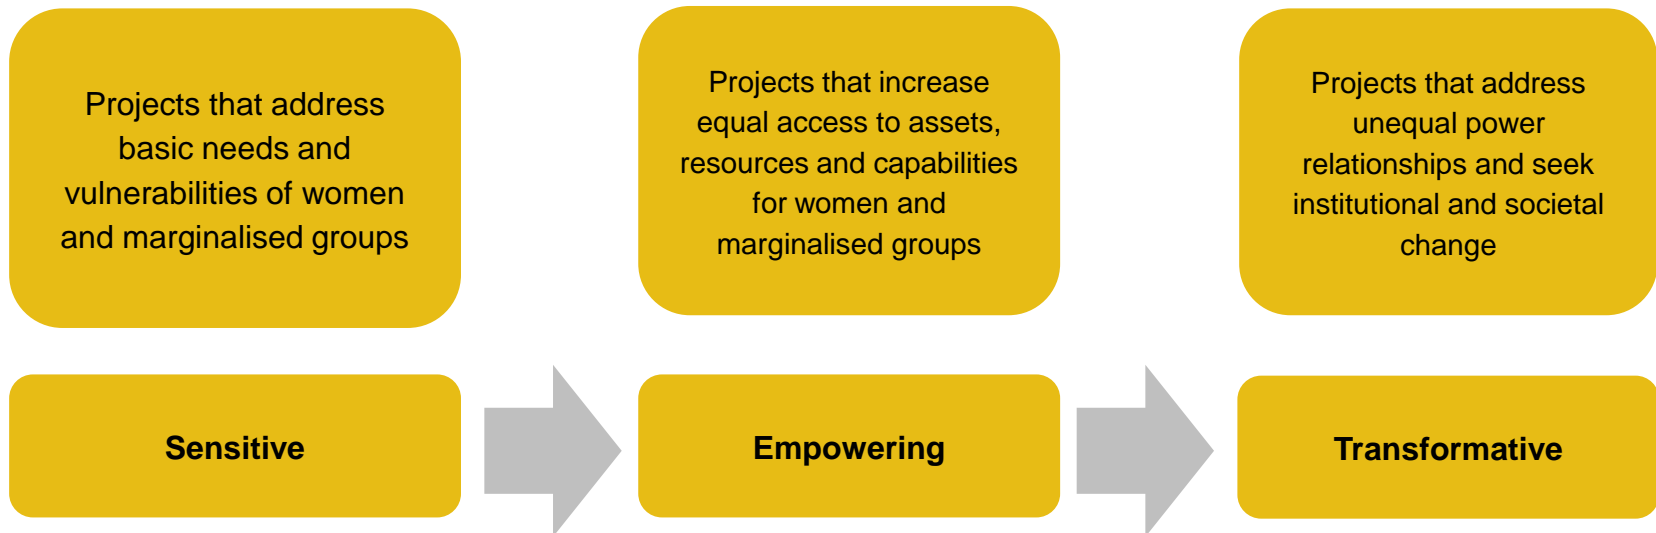 Projects that address
basic needs and
vulnerabilities of women
and marginalised groups
Projects that increase
equal access to assets,
resources and capabilities
for women and
marginalised groups
Projects that address
unequal power
relationships and seek
institutional and societal
change
Sensitive
Empowering
Transformative